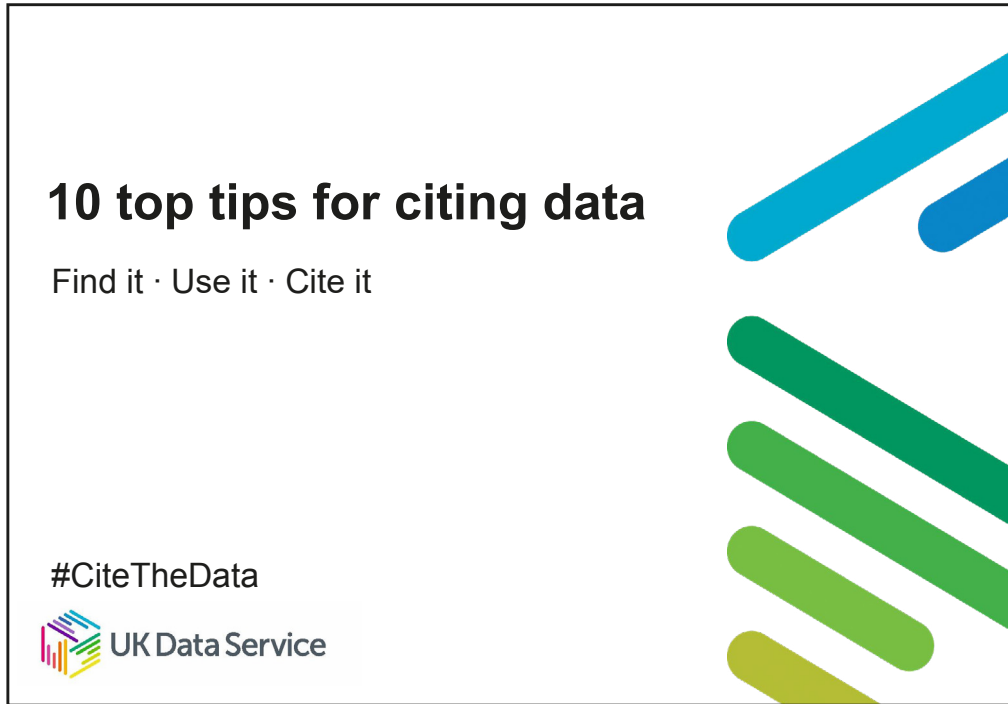 10 top tips for citing data
Find it · Use it · Cite it
#CiteTheData
UK Data Service